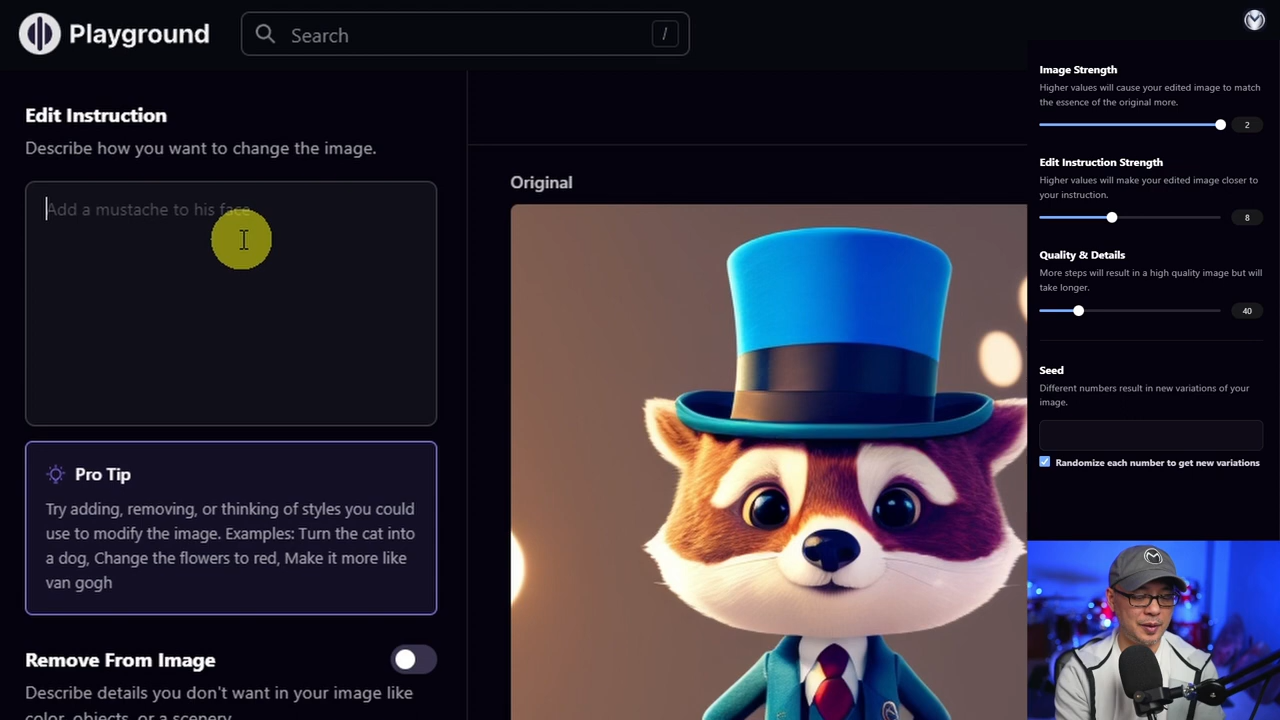 Playground
Search
/
Edit Instruction
Describe how you want to change the image.
Add a mustache to his face
Pro Tip
Try adding, removing, or thinking of styles you could
use to modify the image. Examples: Turn the cat into
a dog, Change the flowers to red, Make it more like
van gogh
Remove From Image
Describe details you don't want in your image like
color, objects, or a scenery
Original
Image Strength
Higher values will cause your edited image to match
the essence of the original more.
2
Edit Instruction Strength
Higher values will make your edited image closer to
your instruction.
8
Quality & Details
More steps will result in a high quality image but will
take longer.
40
Seed
Different numbers result in new variations of your
image.
Randomize each number to get new variations